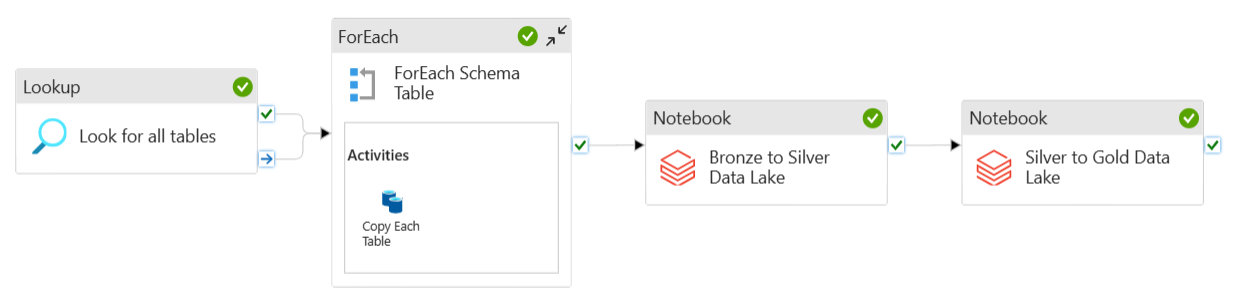 Lookup
Look for all tables
ForEach
ForEach Schema
Table
Activities
Copy Each
Table
Notebook
Bronze to Silver
Data Lake
Notebook
Silver to Gold Data
Lake